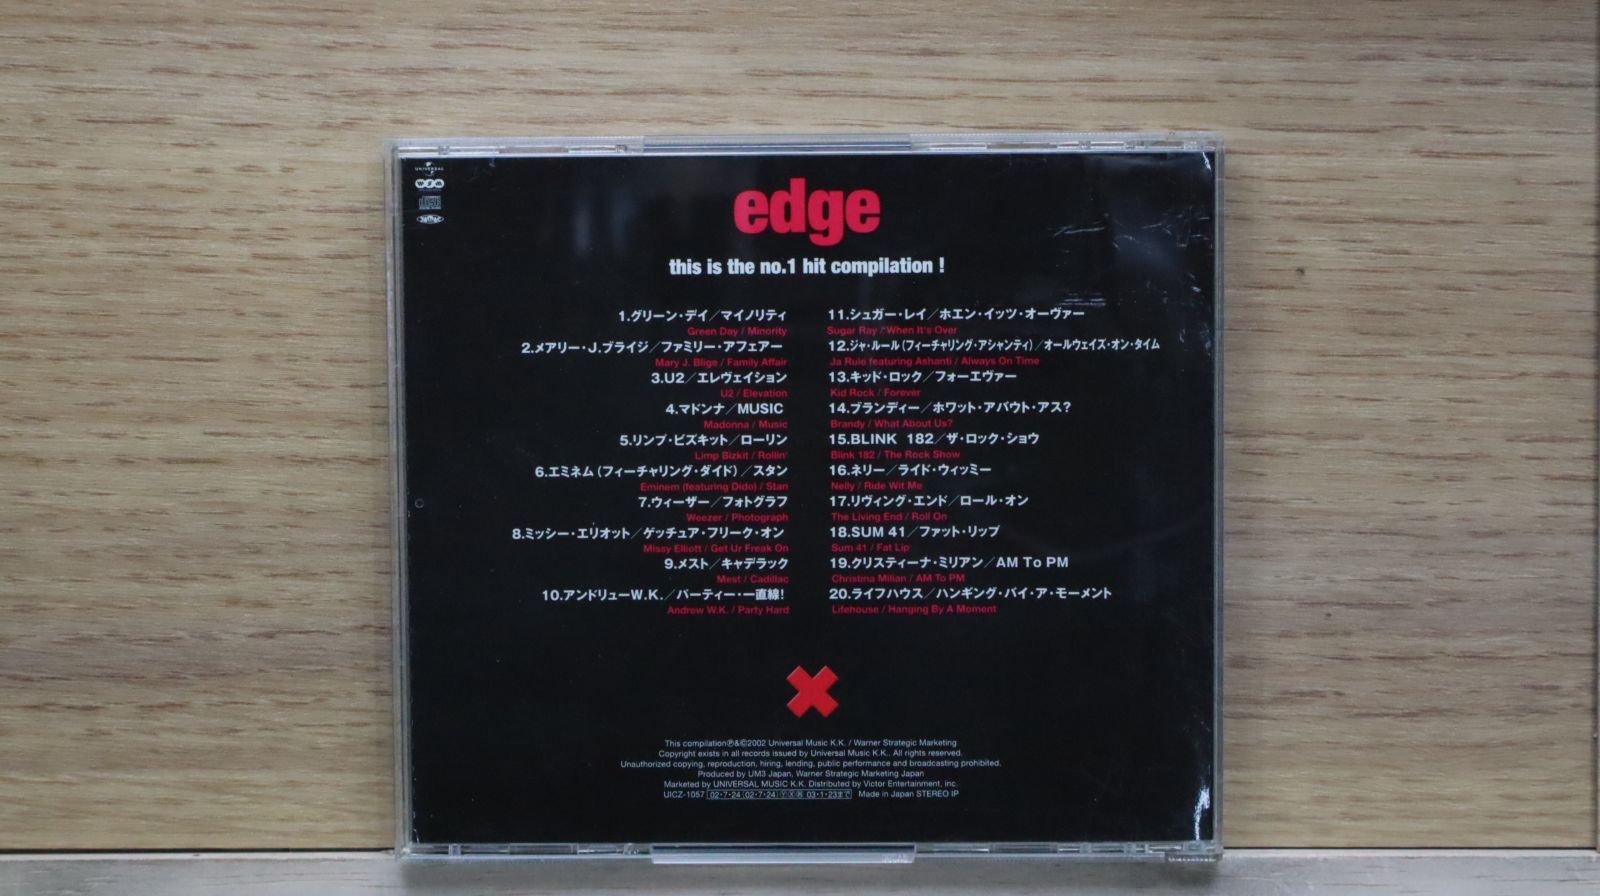 UNIVERSAL
wsm
COMPACT disc DIGITAL AUDIO
JASRAC
edge
this is the no.1 hit compilation !
1.グリーン・デイ／マイノリティ
Green Day / Minority
2.メアリー・J.ブライジ／ファミリー・アフェアー
Mary J. Blige / Family Affair
3.U2／エレヴェイション
U2 / Elevation
4.マドンナ／MUSIC
Madonna / Music
5.リンプ・ビズキット／ローリン
Limp Bizkit / Rollin'
6.エミネム（フィーチャリング・ダイド）／スタン
Eminem (featuring Dido) / Stan
7.ウィーザー／フォトグラフ
Weezer / Photograph
8.ミッシー・エリオット／ゲッチュア・フリーク・オン
Missy Elliott / Get Ur Freak On
9.メスト／キャデラック
Mest / Cadillac
10.アンドリューW.K.／パーティー・一直線！
Andrew W.K. / Party Hard
11.シュガー・レイ／ホエン・イッツ・オーヴァー
Sugar Ray / When It's Over
12.ジャ・ルール（フィーチャリング・アシャンティ）／オールウェイズ・オン・タイム
Ja Rule featuring Ashanti / Always On Time
13.キッド・ロック／フォーエヴァー
Kid Rock / Forever
14.ブランディー／ホワット・アバウト・アス？
Brandy / What About Us?
15.BLINK 182／ザ・ロック・ショウ
Blink 182 / The Rock Show
16.ネリー／ライド・ウィッミー
Nelly / Ride Wit Me
17.リヴィング・エンド／ロール・オン
The Living End / Roll On
18.SUM 41／ファット・リップ
Sum 41 / Fat Lip
19.クリスティーナ・ミリアン／AM To PM
Christina Milian / AM To PM
20.ライフハウス／ハンギング・バイ・ア・モーメント
Lifehouse / Hanging By A Moment
This compilation℗&©2002 Universal Music K.K. / Warner Strategic Marketing
Copyright exists in all records issued by Universal Music K.K.. All rights reserved.
Unauthorized copying, reproduction, hiring, lending, public performance and broadcasting prohibited.
Produced by UM3 Japan, Warner Strategic Marketing Japan
Marketed by UNIVERSAL MUSIC K.K. Distributed by Victor Entertainment, inc.
UICZ-1057 02・7・24 (02・7・24) Ⓨ Ⓧ 再 03・1・23まで Made in Japan STEREO IP